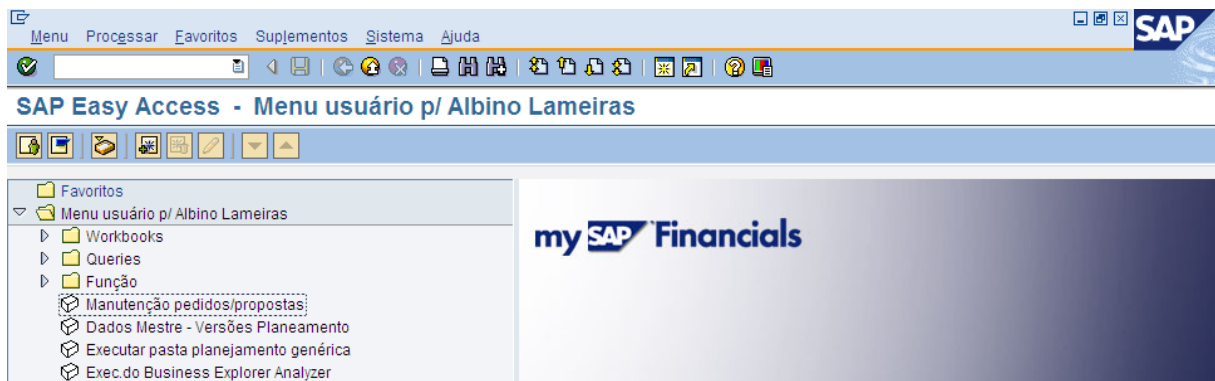 Menu Processar Favoritos Suplementos Sistema Ajuda
SAP
SAP Easy Access - Menu usuário p/ Albino Lameiras
Favoritos
Menu usuário p/ Albino Lameiras
Workbooks
Queries
Função
Manutenção pedidos/propostas
Dados Mestre - Versões Planeamento
Executar pasta planejamento genérica
Exec.do Business Explorer Analyzer
my SAP Financials